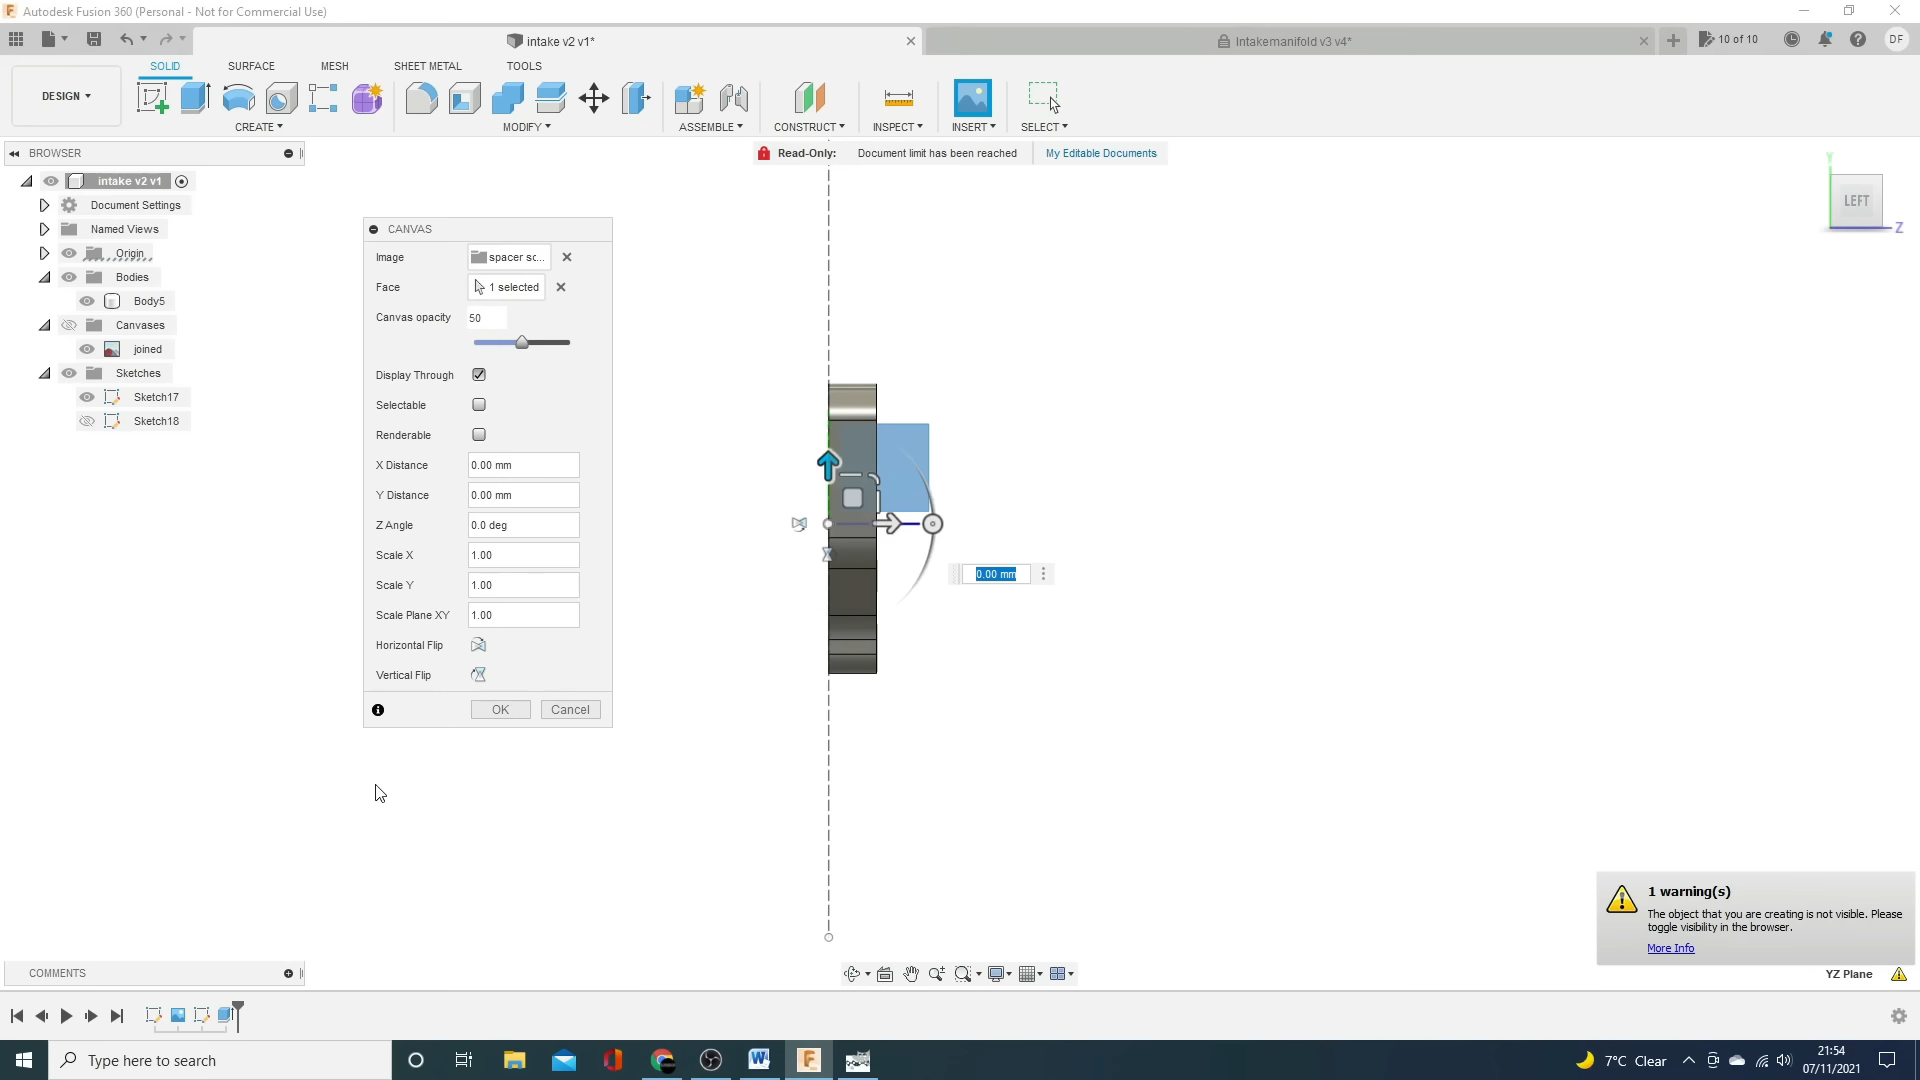 Autodesk Fusion 360 (Personal - Not for Commercial Use)
intake v2 v1*
Intakemanifold v3 v4*
10 of 10
DF
DESIGN
SOLID
SURFACE
MESH
SHEET METAL
TOOLS
CREATE
MODIFY
ASSEMBLE
CONSTRUCT
INSPECT
INSERT
SELECT
Read-Only: Document limit has been reached
My Editable Documents
BROWSER
intake v2 v1
Document Settings
Named Views
Origin
Bodies
Body5
Canvases
joined
Sketches
Sketch17
Sketch18
CANVAS
Image spacer sc...
Face 1 selected
Canvas opacity 50
Display Through
Selectable
Renderable
X Distance 0.00 mm
Y Distance 0.00 mm
Z Angle 0.0 deg
Scale X 1.00
Scale Y 1.00
Scale Plane XY 1.00
Horizontal Flip
Vertical Flip
OK Cancel
0.00 mm
Y
LEFT
Z
1 warning(s)
The object that you are creating is not visible. Please
toggle visibility in the browser.
More Info
YZ Plane
COMMENTS
Type here to search
7°C Clear
21:54
07/11/2021